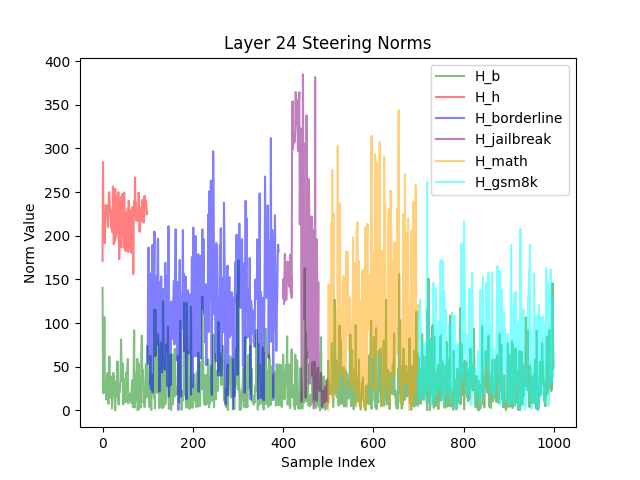 Layer 24 Steering Norms
400
350
300
250
200
150
100
50
0
Norm Value
H_b
H_h
H_borderline
H_jailbreak
H_math
H_gsm8k
0
200
400
600
800
1000
Sample Index